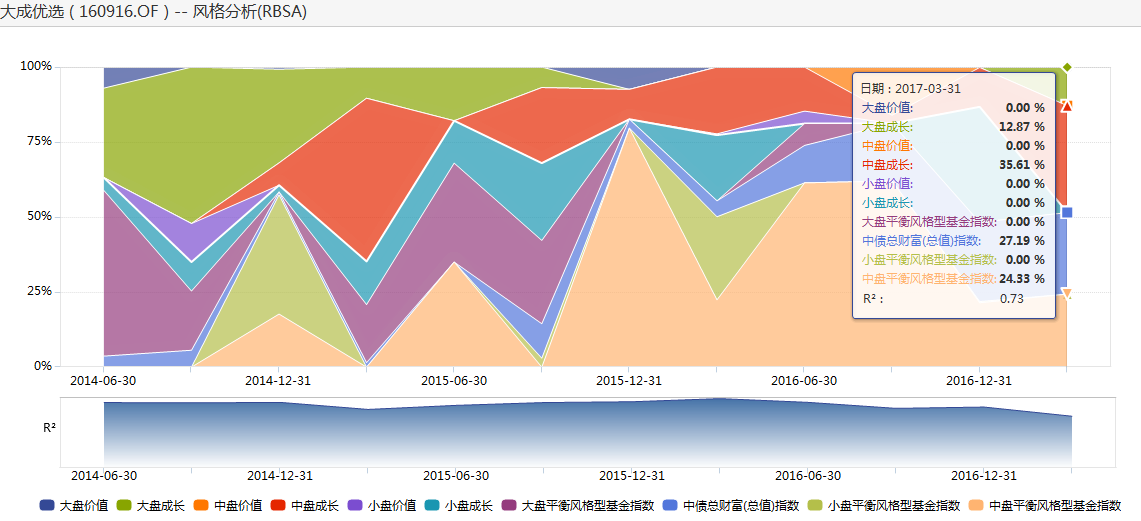 大成优选 ( 160916.OF ) -- 风格分析(RBSA)
100%
75%
50%
25%
0%
日期 : 2017-03-31
大盘价值: 0.00 %
大盘成长: 12.87 %
中盘价值: 0.00 %
中盘成长: 35.61 %
小盘价值: 0.00 %
小盘成长: 0.00 %
大盘平衡风格型基金指数: 0.00 %
中债总财富(总值)指数: 27.19 %
小盘平衡风格型基金指数: 0.00 %
中盘平衡风格型基金指数: 24.33 %
R² : 0.73
2014-06-30 2014-12-31 2015-06-30 2015-12-31 2016-06-30 2016-12-31
R²
2014-06-30 2014-12-31 2015-06-30 2015-12-31 2016-06-30 2016-12-31
大盘价值 大盘成长 中盘价值 中盘成长 小盘价值 小盘成长 大盘平衡风格型基金指数 中债总财富(总值)指数 小盘平衡风格型基金指数 中盘平衡风格型基金指数